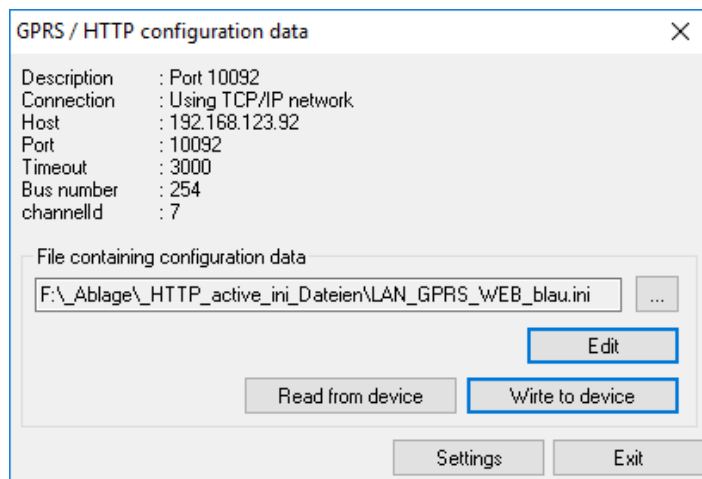 GPRS / HTTP configuration data
Description : Port 10092
Connection : Using TCP/IP network
Host : 192.168.123.92
Port : 10092
Timeout : 3000
Bus number : 254
channelId : 7
File containing configuration data
F:\_Ablage\_HTTP_active_ini_Dateien\LAN_GPRS_WEB_blau.ini ...
Edit
Read from device Wirte to device
Settings Exit